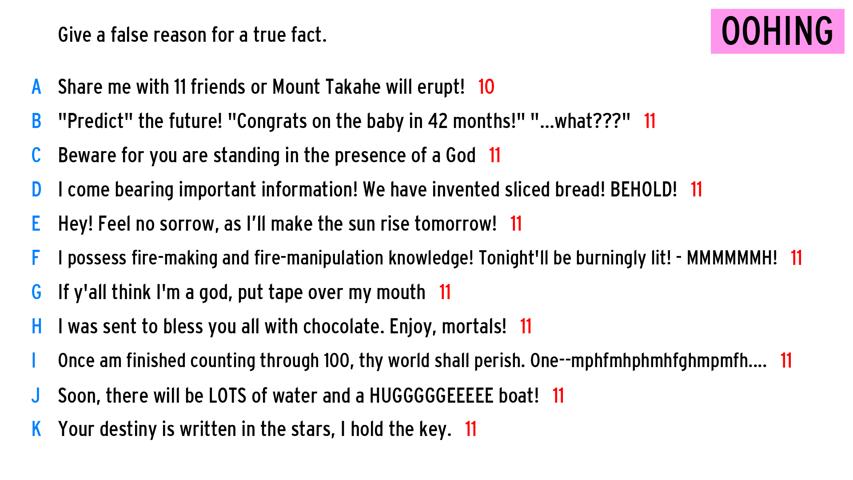 Give a false reason for a true fact.
OOHING
A Share me with 11 friends or Mount Takahe will erupt! 10
B "Predict" the future! "Congrats on the baby in 42 months!" "...what???" 11
C Beware for you are standing in the presence of a God 11
D I come bearing important information! We have invented sliced bread! BEHOLD! 11
E Hey! Feel no sorrow, as I'll make the sun rise tomorrow! 11
F I possess fire-making and fire-manipulation knowledge! Tonight'll be burningly lit! - MMMMMMH! 11
G If y'all think I'm a god, put tape over my mouth 11
H I was sent to bless you all with chocolate. Enjoy, mortals! 11
I Once am finished counting through 100, thy world shall perish. One--mphfmhphmhfghmpmfh.... 11
J Soon, there will be LOTS of water and a HUGGGGGEEEEE boat! 11
K Your destiny is written in the stars, I hold the key. 11